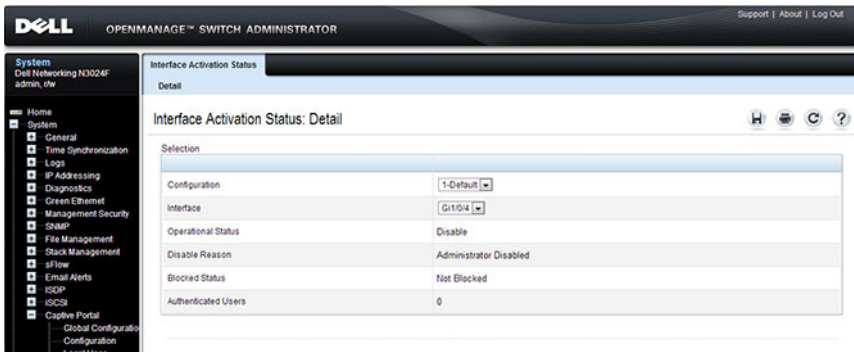 Support | About | Log Out
DELL OPENMANAGE™ SWITCH ADMINISTRATOR
System
Dell Networking N3024F
admin, r/w
Home
System
General
Time Synchronization
Logs
IP Addressing
Diagnostics
Green Ethernet
Management Security
SNMP
File Management
Stack Management
sFlow
Email Alerts
ISDP
iSCSI
Captive Portal
Global Configuratio
Configuration
Local User
Interface Activation Status
Detail
Interface Activation Status: Detail
Selection
Configuration 1-Default
Interface Gi1/0/4
Operational Status Disable
Disable Reason Administrator Disabled
Blocked Status Not Blocked
Authenticated Users 0